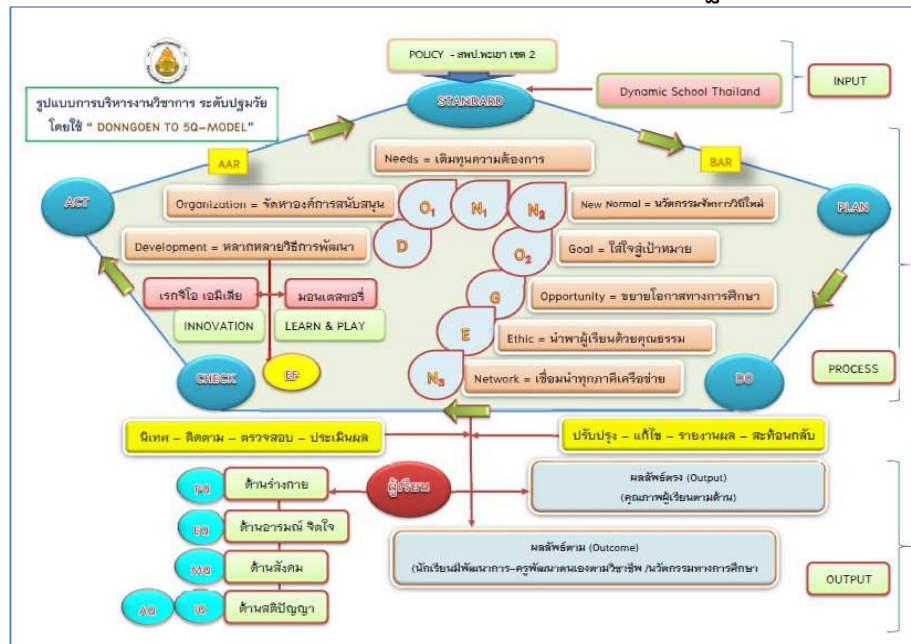 POLICY - สพป.พะเยา เขต 2
INPUT
STANDARD
Dynamic School Thailand
รูปแบบการบริหารงานวิชาการ ระดับปฐมวัย
โดยใช้ " DONNGOEN TO 5Q-MODEL"
AAR
BAR
Needs = เติมทุนความต้องการ
ACT
PLAN
Organization = จัดหาองค์การสนับสนุน
O1
N1
N2
New Normal = นวัตกรรมจัดการวิถีใหม่
Development = หลากหลายวิธีการพัฒนา
D
O2
Goal = ใส่ใจสู่เป้าหมาย
เรกจิโอ เอมิเลีย
มอนเตสซอรี่
G
Opportunity = ขยายโอกาสทางการศึกษา
INNOVATION
LEARN & PLAY
E
Ethic = นำพาผู้เรียนด้วยคุณธรรม
CHECK
EF
N3
Network = เชื่อมนำทุกภาคีเครือข่าย
DO
PROCESS
นิเทศ – ติดตาม – ตรวจสอบ - ประเมินผล
ปรับปรุง - แก้ไข - รายงานผล - สะท้อนกลับ
PQ
ด้านร่างกาย
ผู้เรียน
ผลลัพธ์ตรง (Output)
(คุณภาพผู้เรียนตามด้าน)
EQ
ด้านอารมณ์ จิตใจ
MQ
ด้านสังคม
ผลลัพธ์ตาม (Outcome)
(นักเรียนมีพัฒนาการ-ครูพัฒนาตนเองตามวิชาชีพ /นวัตกรรมทางการศึกษา
OUTPUT
AQ
IQ
ด้านสติปัญญา